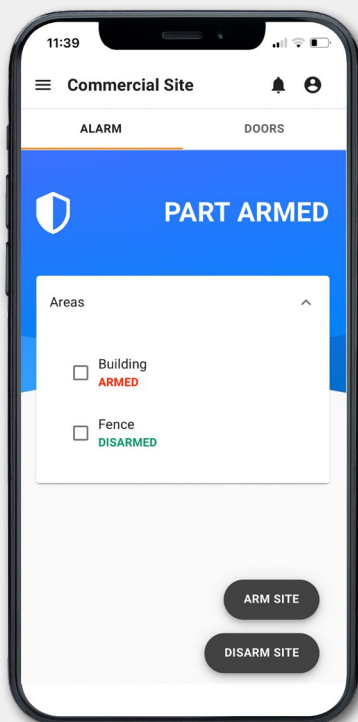 11:39
Commercial Site
ALARM DOORS
PART ARMED
Areas
Building
ARMED
Fence
DISARMED
ARM SITE
DISARM SITE